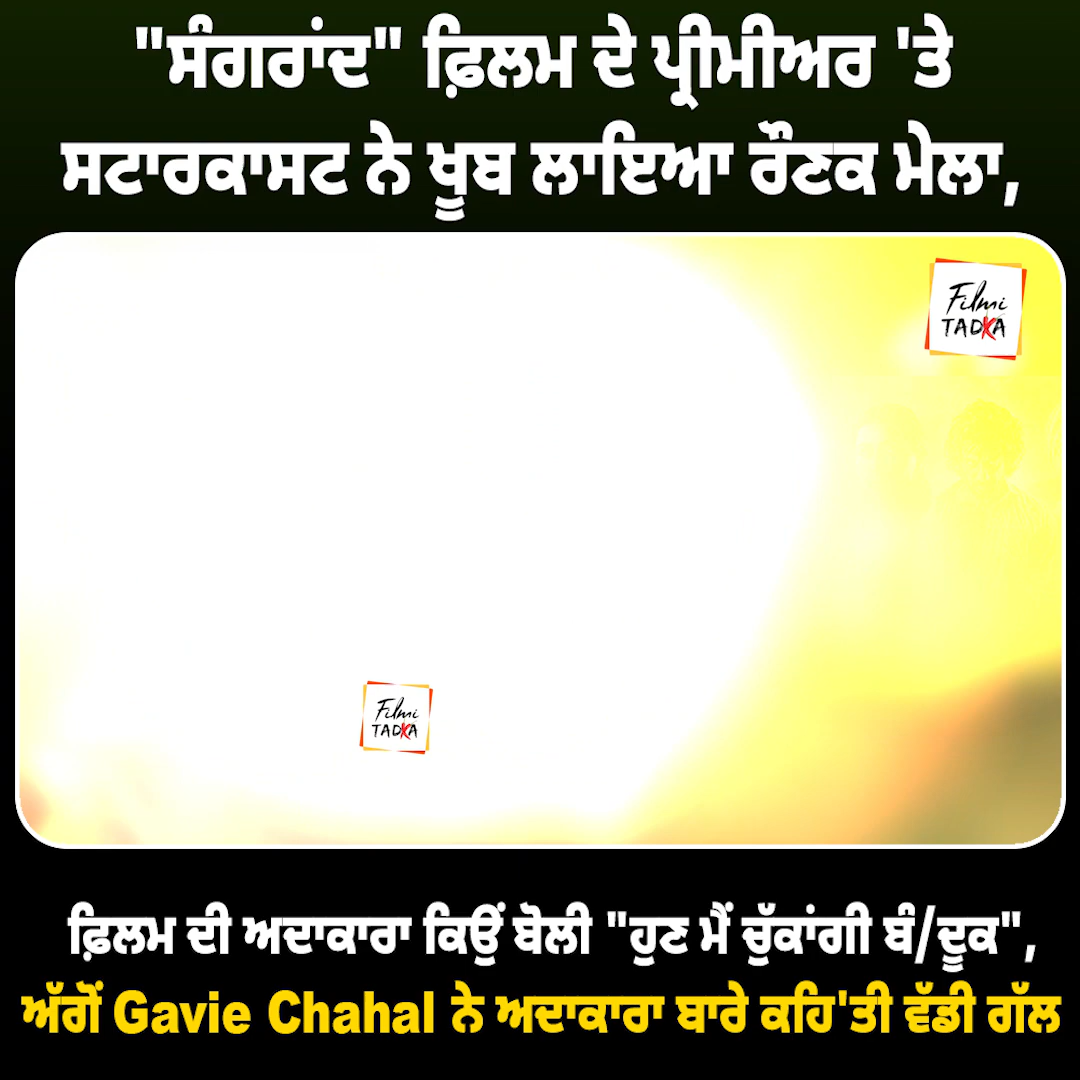 "ਸੰਗਰਾਂਦ" ਫ਼ਿਲਮ ਦੇ ਪ੍ਰੀਮੀਅਰ 'ਤੇ
ਸਟਾਰਕਾਸਟ ਨੇ ਖੂਬ ਲਾਇਆ ਰੌਣਕ ਮੇਲਾ,
Filmi
TADKA
Filmi
TADKA
ਫ਼ਿਲਮ ਦੀ ਅਦਾਕਾਰਾ ਕਿਉਂ ਬੋਲੀ "ਹੁਣ ਮੈਂ ਚੁੱਕਾਂਗੀ ਬੰ/ਦੂਕ",
ਅੱਗੋਂ Gavie Chahal ਨੇ ਅਦਾਕਾਰਾ ਬਾਰੇ ਕਹਿ'ਤੀ ਵੱਡੀ ਗੱਲ